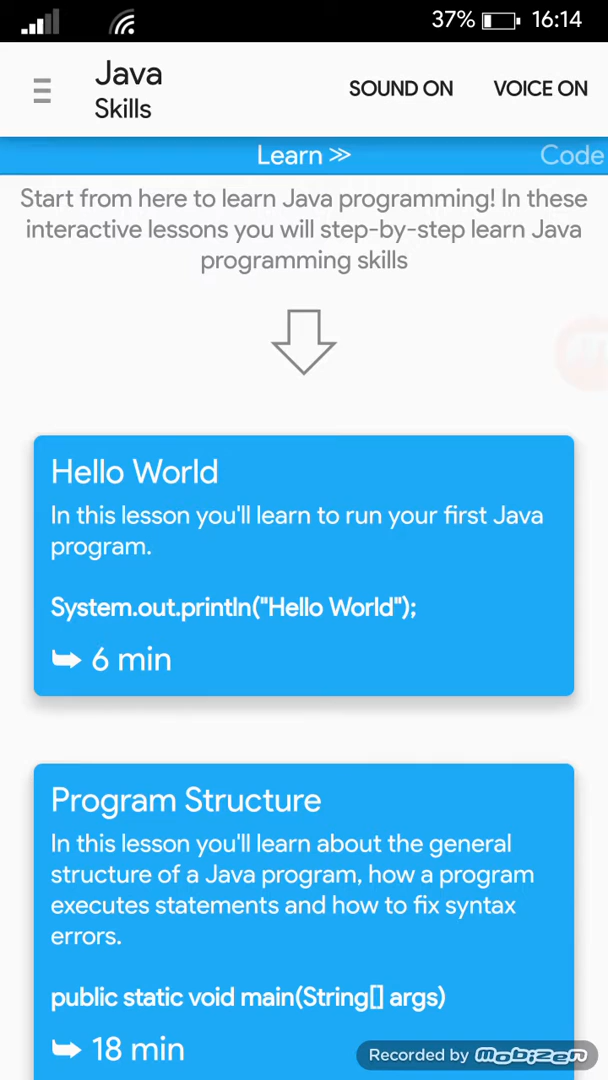 37% 16:14
Java
Skills
SOUND ON VOICE ON
Learn >> Code
Start from here to learn Java programming! In these
interactive lessons you will step-by-step learn Java
programming skills
Hello World
In this lesson you'll learn to run your first Java
program.
System.out.println("Hello World");
6 min
Program Structure
In this lesson you'll learn about the general
structure of a Java program, how a program
executes statements and how to fix syntax
errors.
public static void main(String[] args)
18 min
Recorded by mobizen